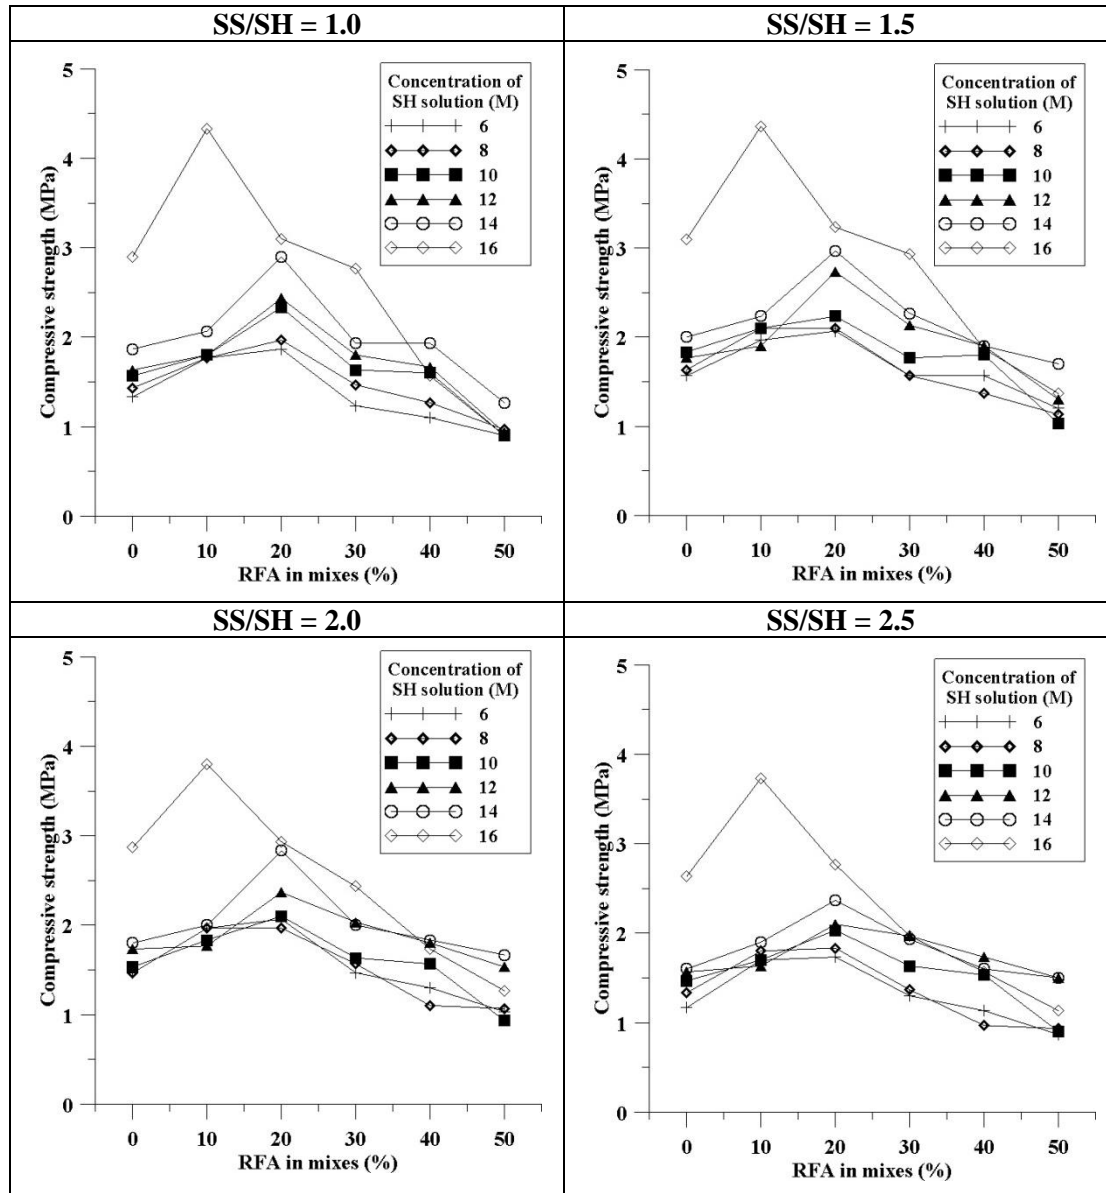 SS/SH = 1.0
Concentration of
SH solution (M)
6
8
10
12
14
16
5
4
3
2
1
0
Compressive strength (MPa)
0 10 20 30 40 50
RFA in mixes (%)
SS/SH = 1.5
Concentration of
SH solution (M)
6
8
10
12
14
16
5
4
3
2
1
0
Compressive strength (MPa)
0 10 20 30 40 50
RFA in mixes (%)
SS/SH = 2.0
Concentration of
SH solution (M)
6
8
10
12
14
16
5
4
3
2
1
0
Compressive strength (MPa)
0 10 20 30 40 50
RFA in mixes (%)
SS/SH = 2.5
Concentration of
SH solution (M)
6
8
10
12
14
16
5
4
3
2
1
0
Compressive strength (MPa)
0 10 20 30 40 50
RFA in mixes (%)